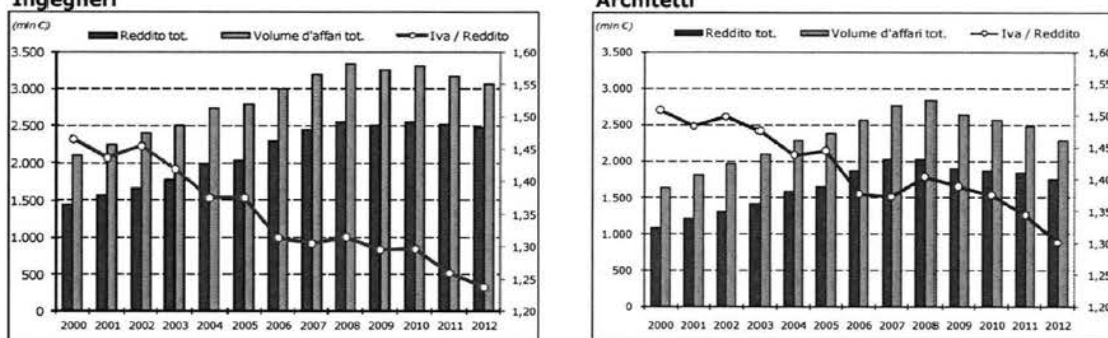 Ingegneri
(mln €)
Reddito tot. Volume d'affari tot. Iva / Reddito
3.500 1,60
3.000 1,55
2.500 1,50
2.000 1,45
1.500 1,40
1.000 1,35
500 1,30
0 1,25
1,20
2000 2001 2002 2003 2004 2005 2006 2007 2008 2009 2010 2011 2012
Architetti
(mln €)
Reddito tot. Volume d'affari tot. Iva / Reddito
3.500 1,60
3.000 1,55
2.500 1,50
2.000 1,45
1.500 1,40
1.000 1,35
500 1,30
0 1,25
1,20
2000 2001 2002 2003 2004 2005 2006 2007 2008 2009 2010 2011 2012